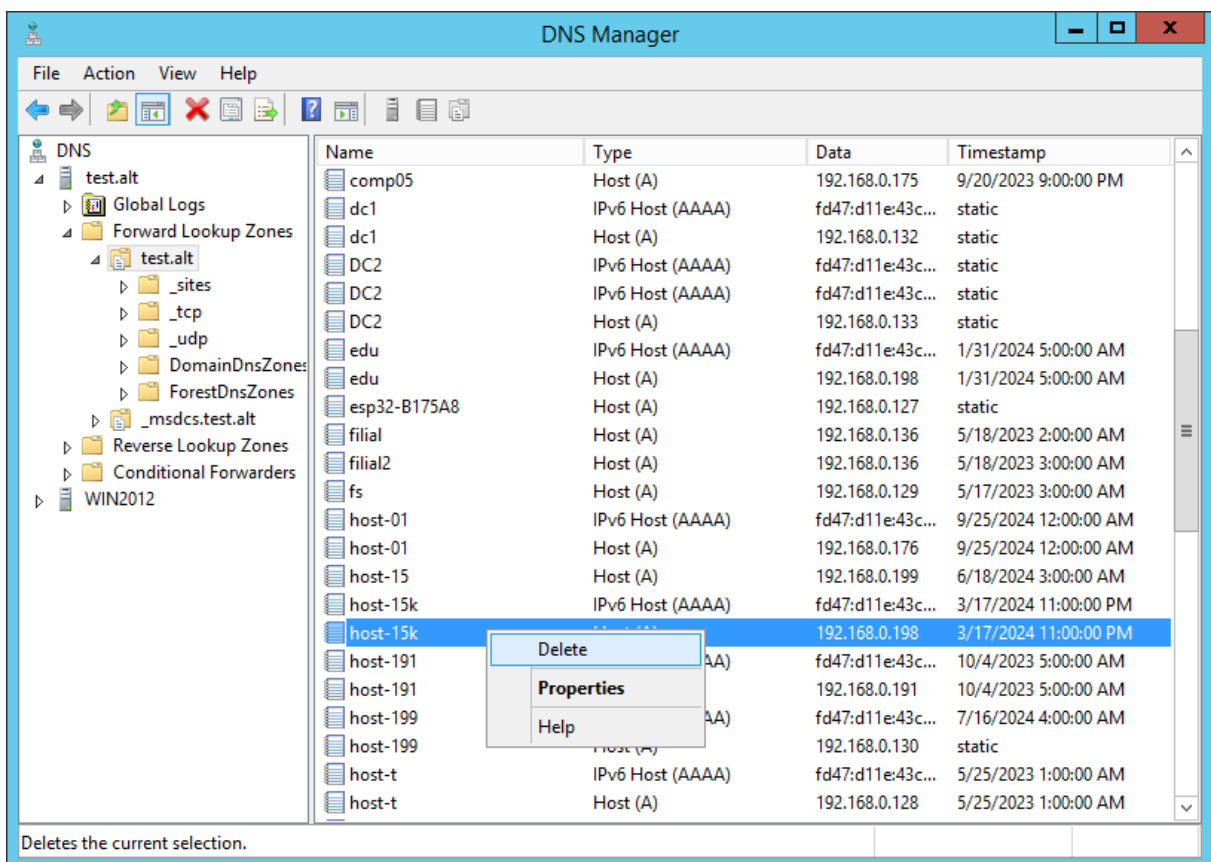 DNS Manager
File Action View Help
DNS
test.alt
Global Logs
Forward Lookup Zones
test.alt
_sites
_tcp
_udp
DomainDnsZones
ForestDnsZones
_msdcs.test.alt
Reverse Lookup Zones
Conditional Forwarders
WIN2012
Name Type Data Timestamp
comp05 Host (A) 192.168.0.175 9/20/2023 9:00:00 PM
dc1 IPv6 Host (AAAA) fd47:d11e:43c... static
dc1 Host (A) 192.168.0.132 static
DC2 IPv6 Host (AAAA) fd47:d11e:43c... static
DC2 IPv6 Host (AAAA) fd47:d11e:43c... static
DC2 Host (A) 192.168.0.133 static
edu IPv6 Host (AAAA) fd47:d11e:43c... 1/31/2024 5:00:00 AM
edu Host (A) 192.168.0.198 1/31/2024 5:00:00 AM
esp32-B175A8 Host (A) 192.168.0.127 static
filial Host (A) 192.168.0.136 5/18/2023 2:00:00 AM
filial2 Host (A) 192.168.0.136 5/18/2023 3:00:00 AM
fs Host (A) 192.168.0.129 5/17/2023 3:00:00 AM
host-01 IPv6 Host (AAAA) fd47:d11e:43c... 9/25/2024 12:00:00 AM
host-01 Host (A) 192.168.0.176 9/25/2024 12:00:00 AM
host-15 Host (A) 192.168.0.199 6/18/2024 3:00:00 AM
host-15k IPv6 Host (AAAA) fd47:d11e:43c... 3/17/2024 11:00:00 PM
host-15k 192.168.0.198 3/17/2024 11:00:00 PM
host-191 AA) fd47:d11e:43c... 10/4/2023 5:00:00 AM
host-191 192.168.0.191 10/4/2023 5:00:00 AM
host-199 AA) fd47:d11e:43c... 7/16/2024 4:00:00 AM
host-199 Host (A) 192.168.0.130 static
host-t IPv6 Host (AAAA) fd47:d11e:43c... 5/25/2023 1:00:00 AM
host-t Host (A) 192.168.0.128 5/25/2023 1:00:00 AM
Delete
Properties
Help
Deletes the current selection.